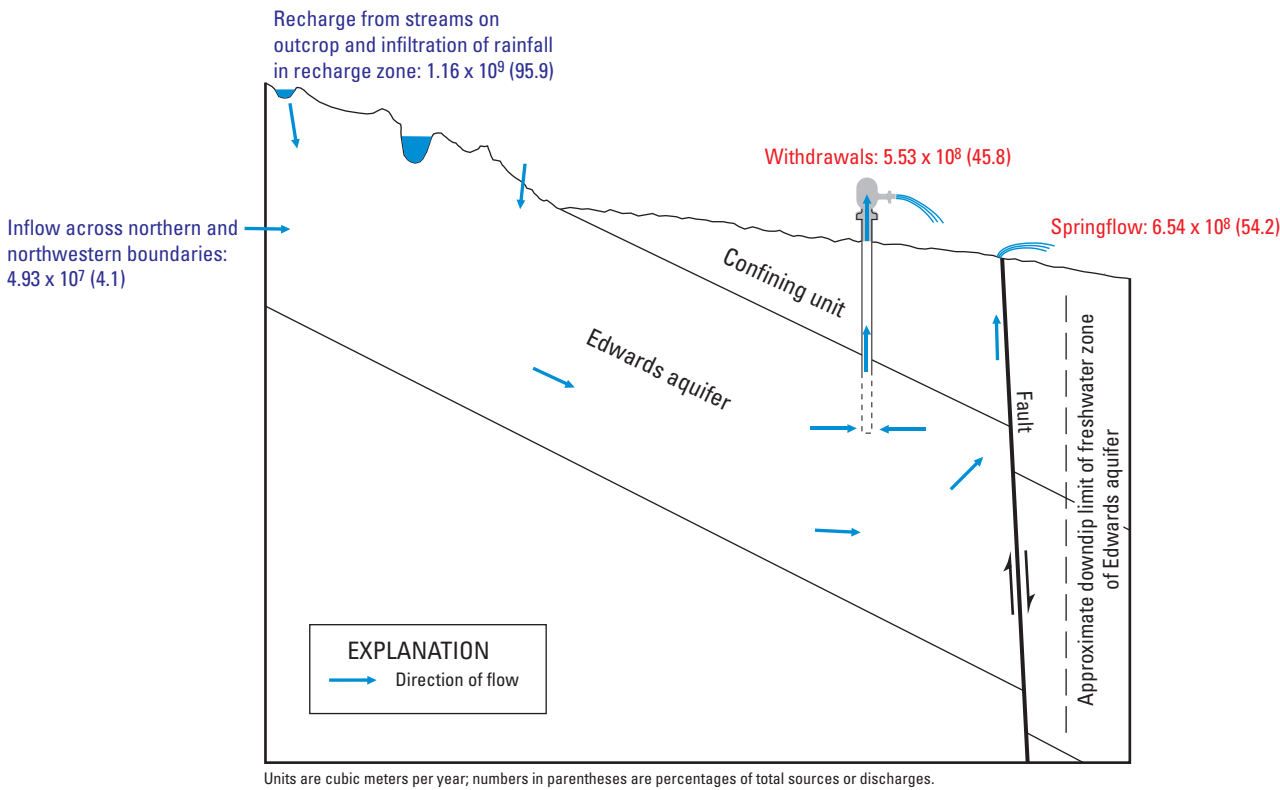 Recharge from streams on
outcrop and infiltration of rainfall
in recharge zone: 1.16 x 10⁹ (95.9)
Withdrawals: 5.53 x 10⁸ (45.8)
Inflow across northern and
northwestern boundaries:
4.93 x 10⁷ (4.1)
Springflow: 6.54 x 10⁸ (54.2)
Confining unit
Edwards aquifer
Fault
Approximate downdip limit of freshwater zone
of Edwards aquifer
EXPLANATION
Direction of flow
Units are cubic meters per year; numbers in parentheses are percentages of total sources or discharges.